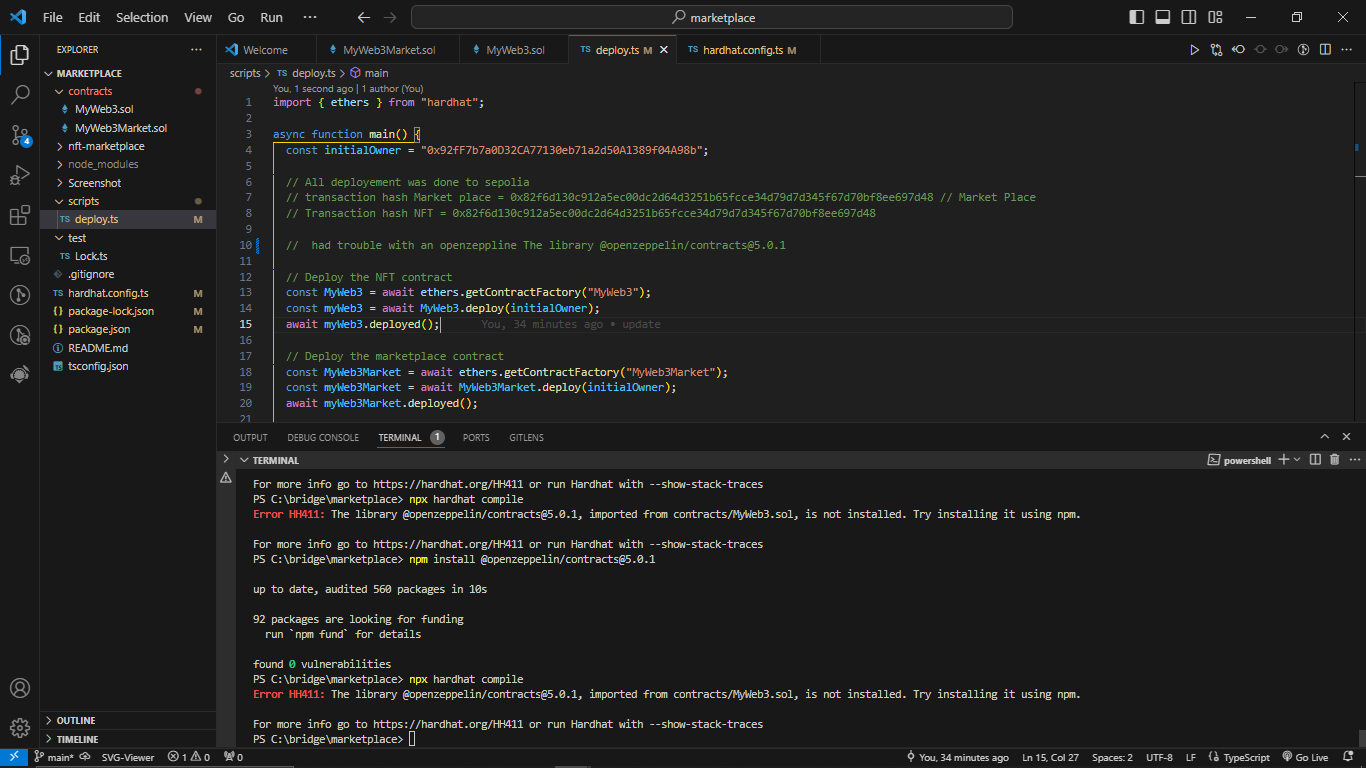 File Edit Selection View Go Run ··· marketplace
EXPLORER ···
MARKETPLACE
contracts
MyWeb3.sol
MyWeb3Market.sol
nft-marketplace
node_modules
Screenshot
scripts
TS deploy.ts M
test
TS Lock.ts
.gitignore
TS hardhat.config.ts M
{} package-lock.json M
{} package.json M
README.md
tsconfig.json
OUTLINE
TIMELINE
4
Welcome MyWeb3Market.sol MyWeb3.sol TS deploy.ts M TS hardhat.config.ts M
scripts > TS deploy.ts > main
You, 1 second ago | 1 author (You)
1 import { ethers } from "hardhat";
2
3 async function main() {
4 const initialOwner = "0x92fF7b7a0D32CA77130eb71a2d50A1389f04A98b";
5
6 // All deployement was done to sepolia
7 // transaction hash Market place = 0x82f6d130c912a5ec00dc2d64d3251b65fcce34d79d7d345f67d70bf8ee697d48 // Market Place
8 // Transaction hash NFT = 0x82f6d130c912a5ec00dc2d64d3251b65fcce34d79d7d345f67d70bf8ee697d48
9
10 // had trouble with an openzeppline The library @openzeppelin/contracts@5.0.1
11
12 // Deploy the NFT contract
13 const MyWeb3 = await ethers.getContractFactory("MyWeb3");
14 const myWeb3 = await MyWeb3.deploy(initialOwner);
15 await myWeb3.deployed(); You, 34 minutes ago • update
16
17 // Deploy the marketplace contract
18 const MyWeb3Market = await ethers.getContractFactory("MyWeb3Market");
19 const myWeb3Market = await MyWeb3Market.deploy(initialOwner);
20 await myWeb3Market.deployed();
21
OUTPUT DEBUG CONSOLE TERMINAL 1 PORTS GITLENS
TERMINAL powershell
For more info go to https://hardhat.org/HH411 or run Hardhat with --show-stack-traces
PS C:\bridge\marketplace> npx hardhat compile
Error HH411: The library @openzeppelin/contracts@5.0.1, imported from contracts/MyWeb3.sol, is not installed. Try installing it using npm.
For more info go to https://hardhat.org/HH411 or run Hardhat with --show-stack-traces
PS C:\bridge\marketplace> npm install @openzeppelin/contracts@5.0.1
up to date, audited 560 packages in 10s
92 packages are looking for funding
run `npm fund` for details
found 0 vulnerabilities
PS C:\bridge\marketplace> npx hardhat compile
Error HH411: The library @openzeppelin/contracts@5.0.1, imported from contracts/MyWeb3.sol, is not installed. Try installing it using npm.
For more info go to https://hardhat.org/HH411 or run Hardhat with --show-stack-traces
PS C:\bridge\marketplace>
main* SVG-Viewer 1 0 0 You, 34 minutes ago Ln 15, Col 27 Spaces: 2 UTF-8 LF TypeScript Go Live